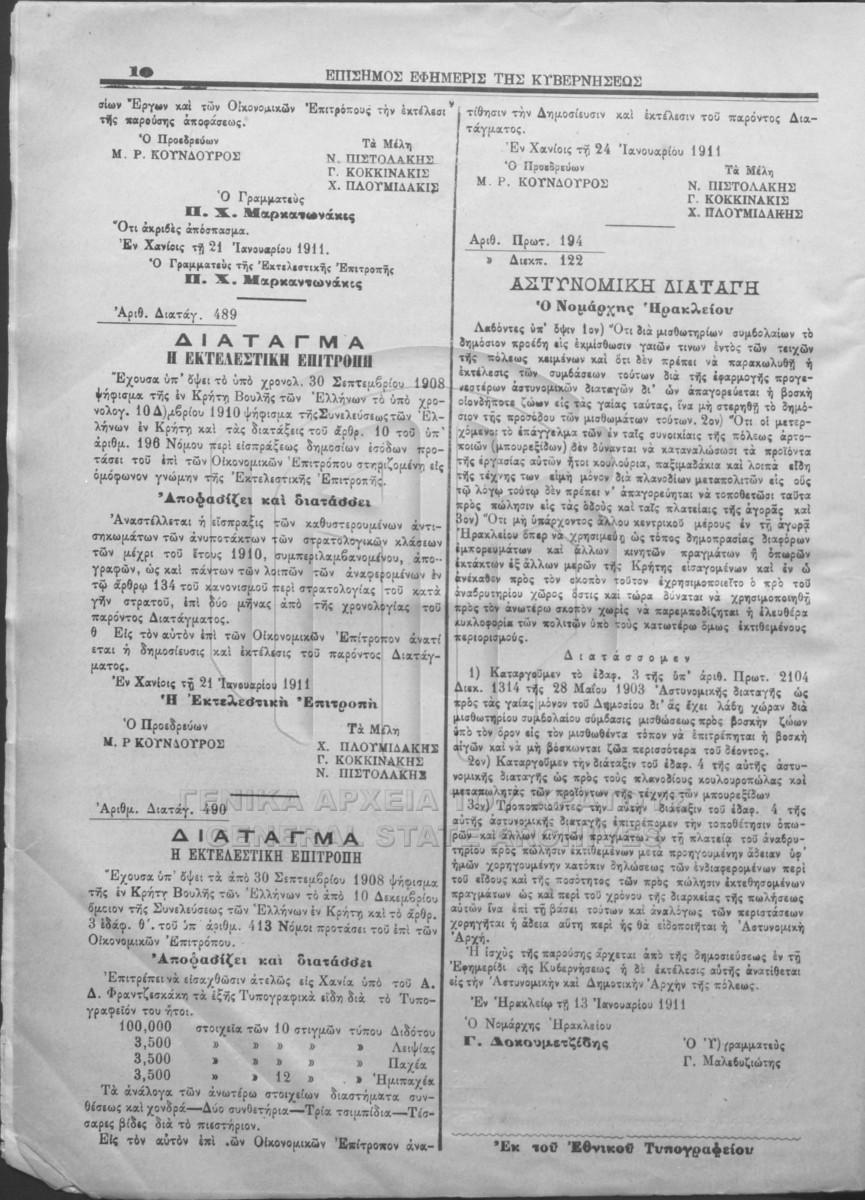 10
ΕΠΙΣΗΜΟΣ ΕΦΗΜΕΡΙΣ ΤΗΣ ΚΥΒΕΡΝΗΣΕΩΣ
σίων Ἔργων καὶ τῶν Οἰκονομικῶν Ἐπιτρόπους τὴν ἐκτέλεσιν
τῆς παρούσης ἀποφάσεως.
Ὁ Προεδρεύων
Τὰ Μέλη
Μ. Ρ. ΚΟΥΝΔΟΥΡΟΣ
Ν. ΠΙΣΤΟΛΑΚΗΣ
Γ. ΚΟΚΚΙΝΑΚΙΣ
Χ. ΠΛΟΥΜΙΔΑΚΙΣ
Ὁ Γραμματεὺς
Π. Χ. Μαρκατωνάκις
Ὅτι ἀκριβὲς ἀπόσπασμα.
Ἐν Χανίοις τῇ 21 Ἰανουαρίου 1911.
Ὁ Γραμματεὺς τῆς Ἐκτελεστικῆς Ἐπιτροπῆς
Π. Χ. Μαρκαντωνάκις
Ἀριθ. Διατάγ. 489
ΔΙΑΤΑΓΜΑ
Η ΕΚΤΕΛΕΣΤΙΚΗ ΕΠΙΤΡΟΠΗ
Ἔχουσα ὑπ' ὄψει τὸ ὑπὸ χρονολ. 30 Σεπτεμβρίου 1908
ψήφισμα τῆς ἐν Κρήτῃ Βουλῆς τῶν Ἑλλήνων τὸ ὑπὸ χρο-
νολογ. 10 Δ)μβρίου 1910 ψήφισμα τῆς Συνελεύσεως τῶν Ἑλ-
λήνων ἐν Κρήτῃ καὶ τὰς διατάξεις τοῦ ἄρθρ. 10 τοῦ ὑπ'
ἀριθμ. 196 Νόμου περὶ εἰσπράξεως δημοσίων ἐσόδων προ-
τάσει τοῦ ἐπὶ τῶν Οἰκονομικῶν Ἐπιτρόπου στηριζομένη εἰς
ὁμόφωνον γνώμην τῆς Ἐκτελεστικῆς Ἐπιτροπῆς.
Ἀποφασίζει καὶ διατάσσει
Ἀναστέλλεται ἡ εἴσπραξις τῶν καθυστερουμένων ἀντι-
σηκωμάτων τῶν ἀνυποτάκτων τῶν στρατολογικῶν κλάσεων
τῶν μέχρι τοῦ ἔτους 1910, συμπεριλαμβανομένου, ἀπο-
γραφῶν, ὡς καὶ πάντων τῶν λοιπῶν τῶν ἀναφερομένων ἐν
τῷ ἄρθρῳ 134 τοῦ κανονισμοῦ περὶ στρατολογίας τοῦ κατὰ
γῆν στρατοῦ, ἐπὶ δύο μῆνας ἀπὸ τῆς χρονολογίας τοῦ
παρόντος Διατάγματος.
θ Εἰς τὸν αὐτὸν ἐπὶ τῶν Οἰκονομικῶν Ἐπίτροπον ἀνατί
εται ἡ δημοσίευσις καὶ ἐκτέλεσις τοῦ παρόντος Διατάγ-
ματος.
Ἐν Χανίοις τῇ 21 Ἰανουαρίου 1911
Ἡ Ἐκτελεστικὴ Ἐπιτροπὴ
Ὁ Προεδρεύων
Τὰ Μέλη
Μ. Ρ ΚΟΥΝΔΟΥΡΟΣ
Χ. ΠΛΟΥΜΙΔΑΚΗΣ
Γ. ΚΟΚΚΙΝΑΚΗΣ
Ν. ΠΙΣΤΟΛΑΚΗΣ
Ἀριθμ. Διατάγ. 490
ΔΙΑΤΑΓΜΑ
Η ΕΚΤΕΛΕΣΤΙΚΗ ΕΠΙΤΡΟΠΗ
Ἔχουσα ὑπ' ὄψει τὰ ἀπὸ 30 Σεπτεμβρίου 1908 ψήφισμα
τῆς ἐν Κρήτῃ Βουλῆς τῶν Ἑλλήνων τὸ ἀπὸ 10 Δεκεμβρίου
ὅμοιον τῆς Συνελεύσεως τῶν Ἑλλήνων ἐν Κρήτῃ καὶ τὸ ἄρθρ.
3 ἐδάφ. θ'. τοῦ ὑπ' ἀριθμ. 413 Νόμου προτάσει τοῦ ἐπὶ τῶν
Οἰκονομικῶν Ἐπιτρόπου.
Ἀποφασίζει καὶ διατάσσει
Ἐπιτρέπει νὰ εἰσαχθῶσιν ἀτελῶς εἰς Χανία ὑπὸ τοῦ Α.
Δ. Φραντζεσκάκη τὰ ἑξῆς Τυπογραφικὰ εἴδη διὰ τὸ Τυπο-
γραφεῖόν του ἤτοι.
100,000 στοιχεῖα τῶν 10 στιγμῶν τύπου Διδότου
3,500 » » » » » Λειψίας
3,500 » » » » » Παχέα
3,500 » » 12 » » Ἡμιπαχέα
Τὰ ἀνάλογα τῶν ἀνωτέρω στοιχείων διαστήματα συν-
θέσεως καὶ χονδρά—Δύο συνθετήρια—Τρία τσιμπίδια—Τέσ-
σαρες βίδες διὰ τὸ πιεστήριον.
Εἰς τὸν αὐτὸν ἐπὶ τῶν Οἰκονομικῶν Ἐπίτροπον ἀνα-
τίθησιν τὴν Δημοσίευσιν καὶ ἐκτέλεσιν τοῦ παρόντος Δια-
τάγματος.
Ἐν Χανίοις τῇ 24 Ἰανουαρίου 1911
Ὁ Προεδρεύων
Τὰ Μέλη
Μ. Ρ. ΚΟΥΝΔΟΥΡΟΣ
Ν. ΠΙΣΤΟΛΑΚΗΣ
Γ. ΚΟΚΚΙΝΑΚΙΣ
Χ. ΠΛΟΥΜΙΔΑΚΗΣ
Ἀριθ. Πρωτ. 194
» Διεκπ. 122
ΑΣΤΥΝΟΜΙΚΗ ΔΙΑΤΑΓΗ
Ὁ Νομάρχης Ἡρακλείου
Λαβόντες ὑπ' ὄψιν 1ον) Ὅτι διὰ μισθωτηρίων συμβολαίων τὸ
δημόσιον προέβη εἰς ἐκμίσθωσιν γαιῶν τινων ἐντὸς τῶν τειχῶν
τῆς πόλεως κειμένων καὶ ὅτι δὲν πρέπει νὰ παρακωλυθῇ ἡ
ἐκτέλεσις τῶν συμβάσεων τούτων διὰ τῆς ἐφαρμογῆς προγε-
νεστέρων ἀστυνομικῶν διαταγῶν δι' ὧν ἀπαγορεύεται ἡ βοσκὴ
οἱονδήποτε ζώων εἰς τὰς γαίας ταύτας, ἵνα μὴ στερηθῇ τὸ δημό-
σιον τῆς προσόδου τῶν μισθωμάτων τούτων. 2ον) Ὅτι οἱ μετερ-
χόμενοι τὸ ἐπάγγελμα τῶν ἐν ταῖς συνοικίαις τῆς πόλεως ἀρτο-
ποιῶν (μπουρεξίδων) δὲν δύνανται νὰ καταναλώσωσι τὰ προϊόντα
τῆς ἐργασίας αὐτῶν ἤτοι κουλούρια, παξιμαδάκια καὶ λοιπὰ εἴδη
τῆς τέχνης των εἰμὴ μόνον διὰ πλανοδίων μεταπολιτῶν εἰς οὓς
τῷ λόγῳ τούτῳ δὲν πρέπει ν' ἀπαγορεύηται νὰ τοποθετῶσι ταῦτα
πρὸς πώλησιν εἰς τὰς ὁδοὺς καὶ ταῖς πλατείαις τῆς ἀγορᾶς καὶ
3ον) Ὅτι μὴ ὑπάρχοντος ἄλλου κεντρικοῦ μέρους ἐν τῇ ἀγορᾷ
Ἡρακλείου ὅπερ νὰ χρησιμεύῃ ὡς τόπος δημοπρασίας διαφόρων
ἐμπορευμάτων καὶ ἄλλων κινητῶν πραγμάτων ἢ ὀπωρῶν
ἐκτάκτων ἐξ ἄλλων μερῶν τῆς Κρήτης εἰσαγομένων καὶ ἐν ᾧ
ἀνέκαθεν πρὸς τὸν σκοπὸν τοῦτον ἐχρησιμοποιεῖτο ὁ πρὸ τοῦ
ἀναβρυτηρίου χῶρος ὅστις καὶ τώρα δύναται νὰ χρησιμοποιηθῇ
πρὸς τὸν ἀνωτέρω σκοπὸν χωρὶς νὰ παρεμποδίζηται ἡ ἐλευθέρα
κυκλοφορία τῶν πολιτῶν ὑπὸ τοὺς κατωτέρω ὅμως ἐκτιθεμένους
περιορισμούς.
Διατάσσομεν
1) Καταργοῦμεν τὸ ἐδαφ. 3 τῆς ὑπ' ἀριθ. Πρωτ. 2104
Διεκ. 1314 τῆς 28 Μαΐου 1903 Ἀστυνομικῆς διαταγῆς ὡς
πρὸς τὰς γαίας μόνον τοῦ Δημοσίου δι' ἃς ἔχει λάβῃ χώραν διὰ
μισθωτηρίου συμβολαίου σύμβασις μισθώσεως πρὸς βοσκὴν ζώων
ὑπὸ τὸν ὅρον εἰς τὸν μισθωθέντα τόπον νὰ ἐπιτρέπηται ἡ βοσκὴ
αἰγῶν καὶ νὰ μὴ βόσκωνται ζῶα περισσότερα τοῦ δέοντος.
2ον) Καταργοῦμεν τὴν διάταξιν τοῦ ἐδαφ. 4 τῆς αὐτῆς ἀστυ-
νομικῆς διαταγῆς ὡς πρὸς τοὺς πλανοδίους κουλουροπώλας καὶ
μεταπωλητὰς τῶν προϊόντων τῆς τέχνης τῶν μπουρεξίδων
3ον) Τροποποιοῦντες τὴν αὐτὴν διάταξιν τοῦ ἐδαφ. 4 τῆς
αὐτῆς ἀστυνομικῆς διαταγῆς ἐπιτρέπομεν τὴν τοποθέτησιν ὀπω-
ρῶν καὶ ἄλλων κινητῶν πραγμάτων ἐν τῇ πλατείᾳ τοῦ ἀναβρυ-
τηρίου πρὸς πώλησιν ἐκτιθεμένων μετὰ προηγουμένην ἄδειαν ὑφ'
ἡμῶν χορηγουμένην κατόπιν δηλώσεως τῶν ἐνδιαφερομένων περὶ
τοῦ εἴδους καὶ τῆς ποσότητος τῶν πρὸς πώλησιν ἐκτεθησομένων
πραγμάτων ὡς καὶ περὶ τοῦ χρόνου τῆς διαρκείας τῆς πωλήσεως
αὐτῶν ἵνα ἐπὶ τῇ βάσει τούτων καὶ ἀναλόγως τῶν περιστάσεων
χορηγῆται ἡ ἄδεια αὕτη περὶ ἧς θὰ εἰδοποιῆται ἡ Ἀστυνομικὴ
Ἀρχή.
Ἡ ἰσχὺς τῆς παρούσης ἄρχεται ἀπὸ τῆς δημοσιεύσεως ἐν τῇ
Ἐφημερίδι τῆς Κυβερνήσεως ἡ δὲ ἐκτέλεσις αὐτῆς ἀνατίθεται
εἰς τὴν Ἀστυνομικὴν καὶ Δημοτικὴν Ἀρχὴν τῆς πόλεως.
Ἐν Ἡρακλείῳ τῇ 13 Ἰανουαρίου 1911
Ὁ Νομάρχης Ἡρακλείου
Γ. Δοκουμετζίδης
Ὁ Ὑ)γραμματεὺς
Γ. Μαλεβυζιώτης
Ἐκ τοῦ Ἐθνικοῦ Τυπογραφείου